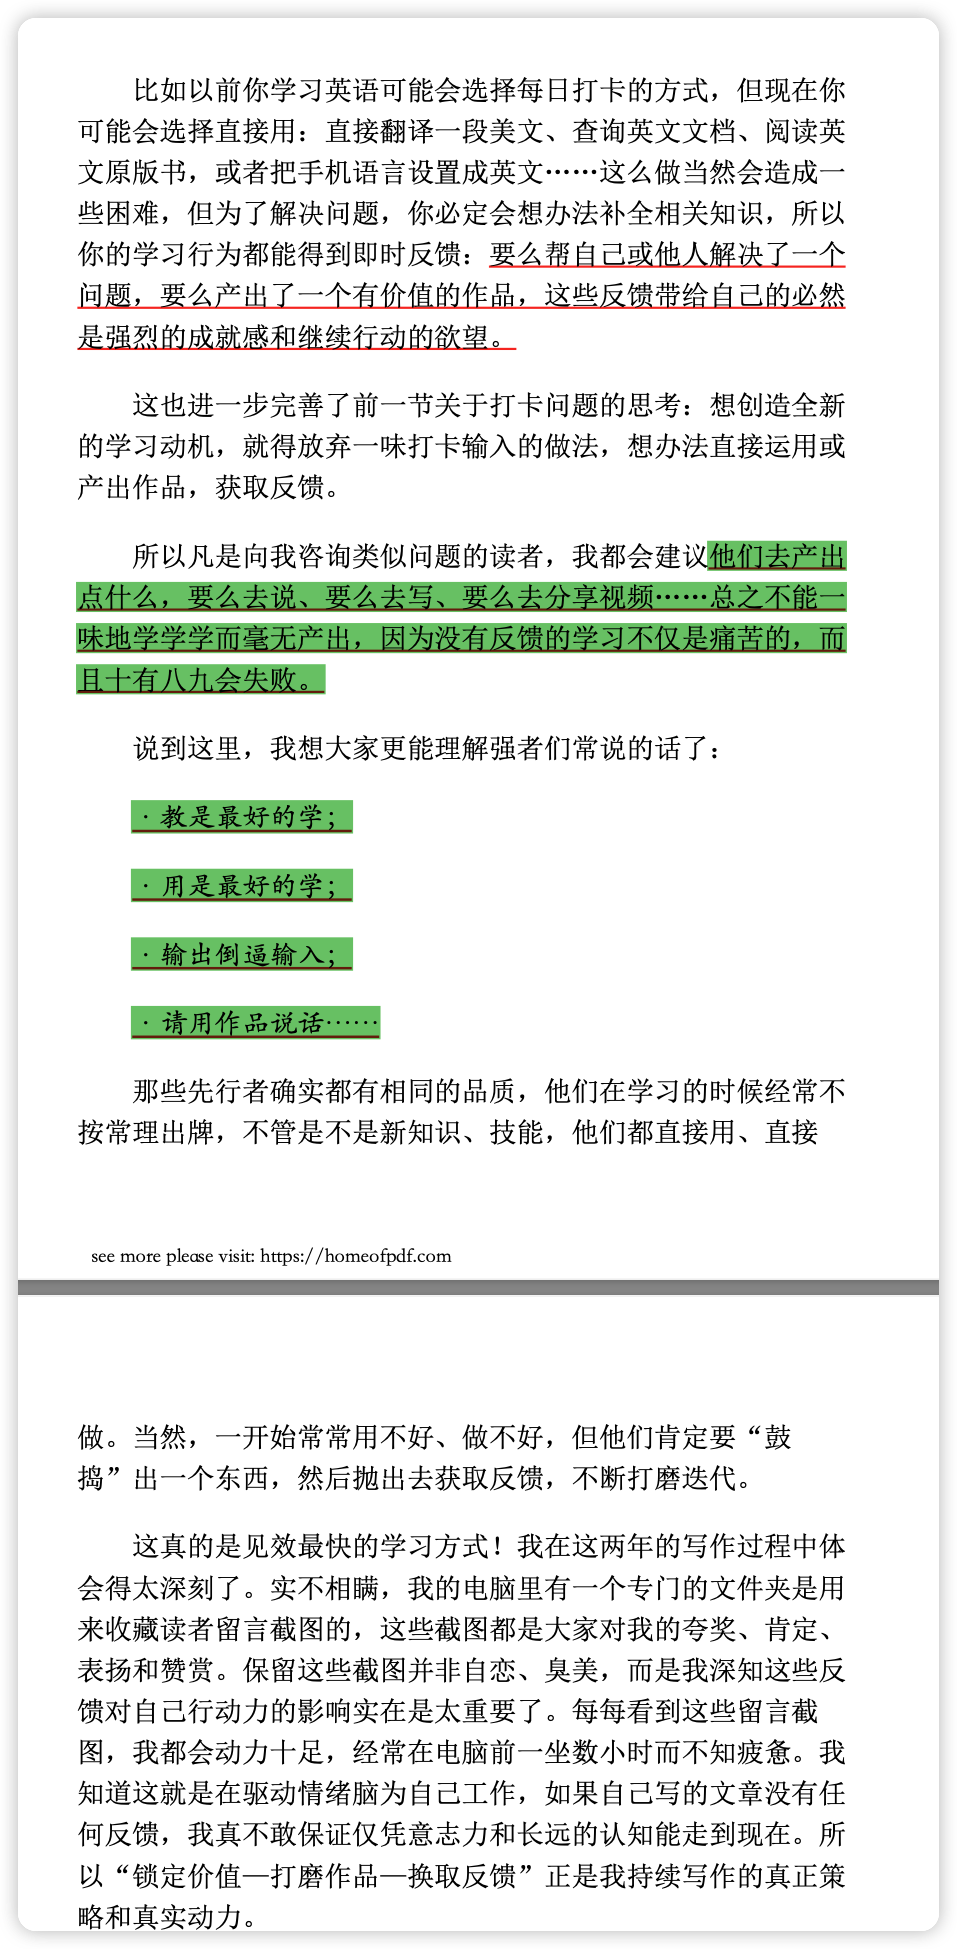 比如以前你学习英语可能会选择每日打卡的方式，但现在你
可能会选择直接用：直接翻译一段美文、查询英文文档、阅读英
文原版书，或者把手机语言设置成英文……这么做当然会造成一
些困难，但为了解决问题，你必定会想办法补全相关知识，所以
你的学习行为都能得到即时反馈：要么帮自己或他人解决了一个
问题，要么产出了一个有价值的作品，这些反馈带给自己的必然
是强烈的成就感和继续行动的欲望。
这也进一步完善了前一节关于打卡问题的思考：想创造全新
的学习动机，就得放弃一味打卡输入的做法，想办法直接运用或
产出作品，获取反馈。
所以凡是向我咨询类似问题的读者，我都会建议他们去产出
点什么，要么去说、要么去写、要么去分享视频……总之不能一
味地学学学而毫无产出，因为没有反馈的学习不仅是痛苦的，而
且十有八九会失败。
说到这里，我想大家更能理解强者们常说的话了：
· 教是最好的学；
· 用是最好的学；
· 输出倒逼输入；
· 请用作品说话……
那些先行者确实都有相同的品质，他们在学习的时候经常不
按常理出牌，不管是不是新知识、技能，他们都直接用、直接
see more please visit: https://homeofpdf.com
做。当然，一开始常常用不好、做不好，但他们肯定要“鼓
捣”出一个东西，然后抛出去获取反馈，不断打磨迭代。
这真的是见效最快的学习方式！我在这两年的写作过程中体
会得太深刻了。实不相瞒，我的电脑里有一个专门的文件夹是用
来收藏读者留言截图的，这些截图都是大家对我的夸奖、肯定、
表扬和赞赏。保留这些截图并非自恋、臭美，而是我深知这些反
馈对自己行动力的影响实在是太重要了。每每看到这些留言截
图，我都会动力十足，经常在电脑前一坐数小时而不知疲惫。我
知道这就是在驱动情绪脑为自己工作，如果自己写的文章没有任
何反馈，我真不敢保证仅凭意志力和长远的认知能走到现在。所
以“锁定价值—打磨作品—换取反馈”正是我持续写作的真正策
略和真实动力。